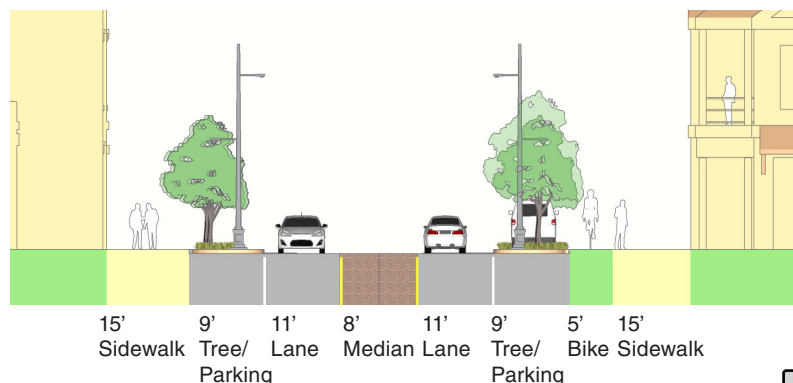 15’ 9’ 11’ 8’ 11’ 9’ 5’ 15’
Sidewalk Tree/ Lane Median Lane Tree/ Bike Sidewalk
Parking Parking